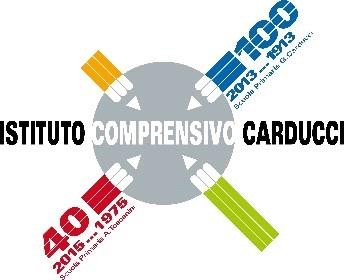 100
2013 --- 1913
Scuola Primaria G.Carducci
ISTITUTO COMPRENSIVO CARDUCCI
40
2015 --- 1975
Scuola Primaria A.Toscanini